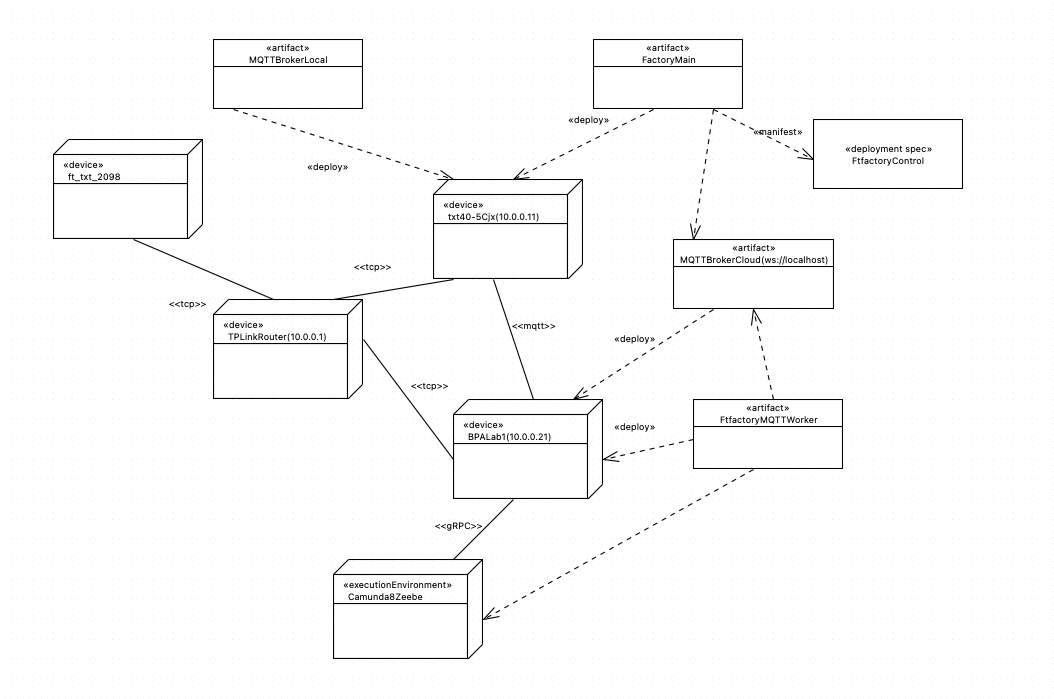 «artifact»
MQTTBrokerLocal
«artifact»
FactoryMain
«deploy»
«manifest»
«deployment spec»
FtfactoryControl
«deploy»
«device»
ft_txt_2098
«device»
txt40-5Cjx(10.0.0.11)
«artifact»
MQTTBrokerCloud(ws://localhost)
<<tcp>>
<<tcp>>
«device»
TPLinkRouter(10.0.0.1)
<<mqtt>>
«deploy»
<<tcp>>
«device»
BPALab1(10.0.0.21)
«deploy»
«artifact»
FtfactoryMQTTWorker
<<gRPC>>
«executionEnvironment»
Camunda8Zeebe